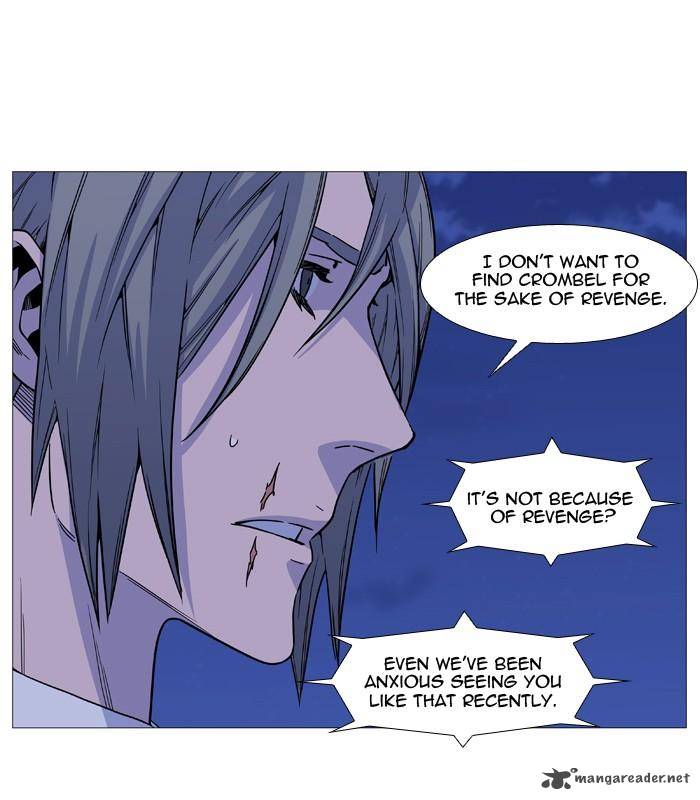 I DON'T WANT TO
FIND CROMBEL FOR
THE SAKE OF REVENGE.
IT'S NOT BECAUSE
OF REVENGE?
EVEN WE'VE BEEN
ANXIOUS SEEING YOU
LIKE THAT RECENTLY.
mangareader.net